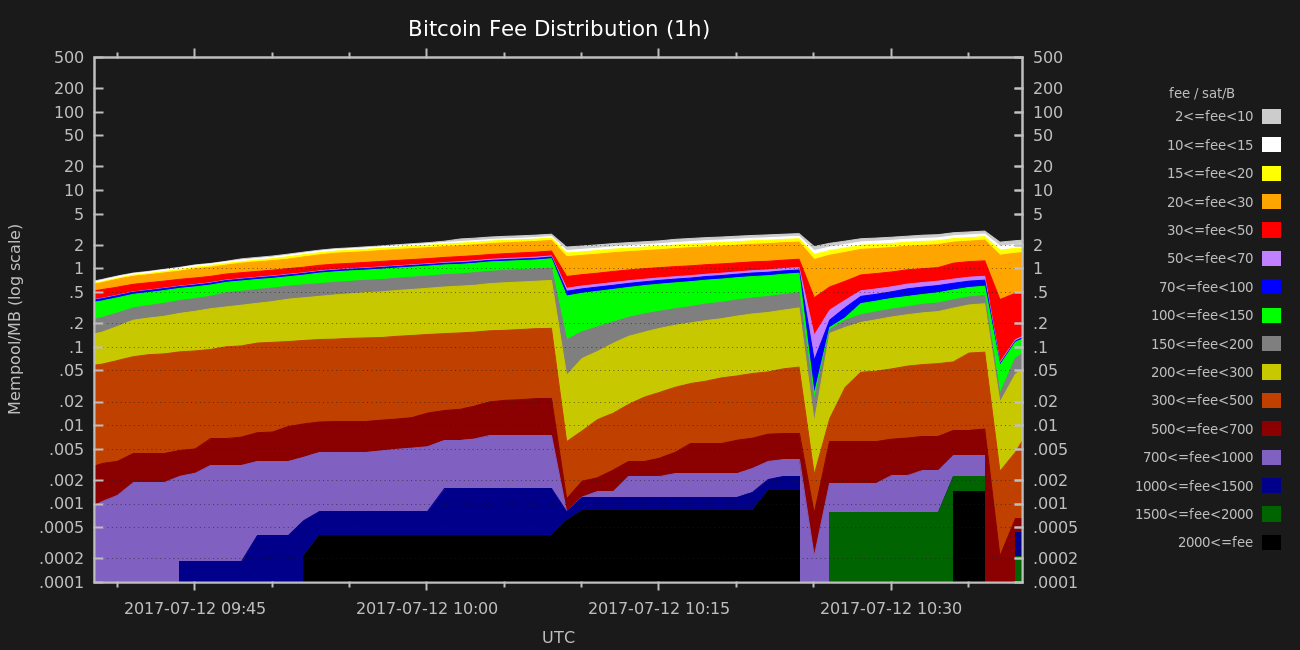 Bitcoin Fee Distribution (1h)
Mempool/MB (log scale)
500
200
100
50
20
10
5
2
1
.5
.2
.1
.05
.02
.01
.005
.002
.001
.0005
.0002
.0001
500
200
100
50
20
10
5
2
1
.5
.2
.1
.05
.02
.01
.005
.002
.001
.0005
.0002
.0001
fee / sat/B
2<=fee<10
10<=fee<15
15<=fee<20
20<=fee<30
30<=fee<50
50<=fee<70
70<=fee<100
100<=fee<150
150<=fee<200
200<=fee<300
300<=fee<500
500<=fee<700
700<=fee<1000
1000<=fee<1500
1500<=fee<2000
2000<=fee
2017-07-12 09:45 2017-07-12 10:00 2017-07-12 10:15 2017-07-12 10:30
UTC